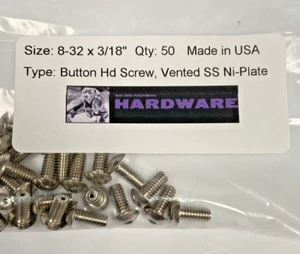 Size: 8-32 x 3/18" Qty: 50 Made in USA
Type: Button Hd Screw, Vented SS Ni-Plate
HARDWARE